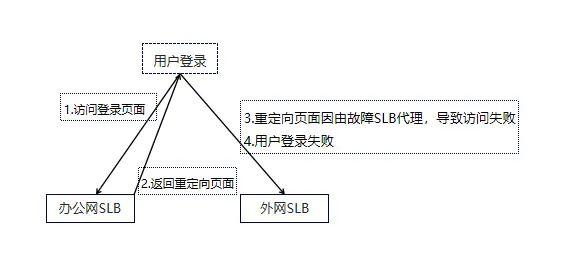 用户登录
1.访问登录页面
3.重定向页面因由故障SLB代理，导致访问失败
4.用户登录失败
2.返回重定向页面
办公网SLB
外网SLB